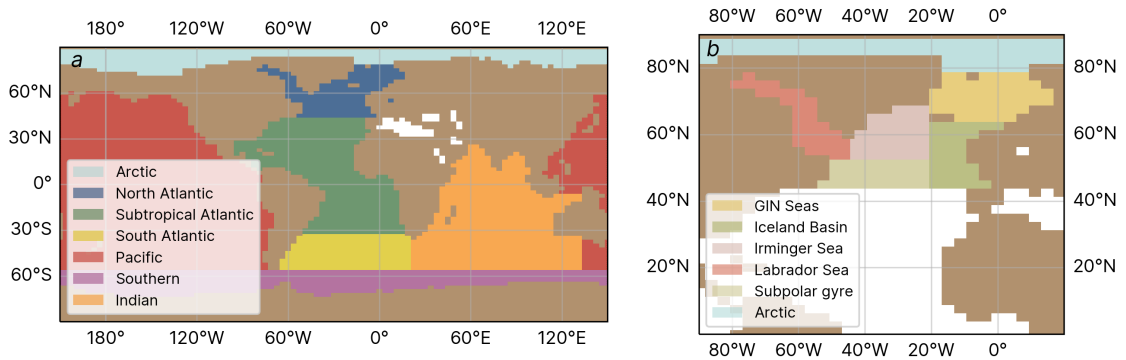 180° 120°W 60°W 0° 60°E 120°E
a
60°N
30°N
0°
30°S
60°S
Arctic
North Atlantic
Subtropical Atlantic
South Atlantic
Pacific
Southern
Indian
80°W 60°W 40°W 20°W 0°
b
80°N 80°N
60°N 60°N
40°N 40°N
20°N 20°N
GIN Seas
Iceland Basin
Irminger Sea
Labrador Sea
Subpolar gyre
Arctic
80°W 60°W 40°W 20°W 0°
180° 120°W 60°W 0° 60°E 120°E